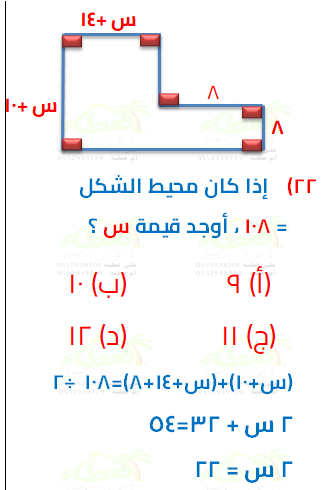 س +١٤
٨
س +١٠
٨
٢٢) إذا كان محيط الشكل
= ١٠٨ ، أوجد قيمة س ؟
(أ) ٩ (ب) ١٠
(ج) ١١ (د) ١٢
(س+١٠)+(س+١٤+٨)=١٠٨ ÷٢
٢ س + ٣٢=٥٤
٢ س = ٢٢